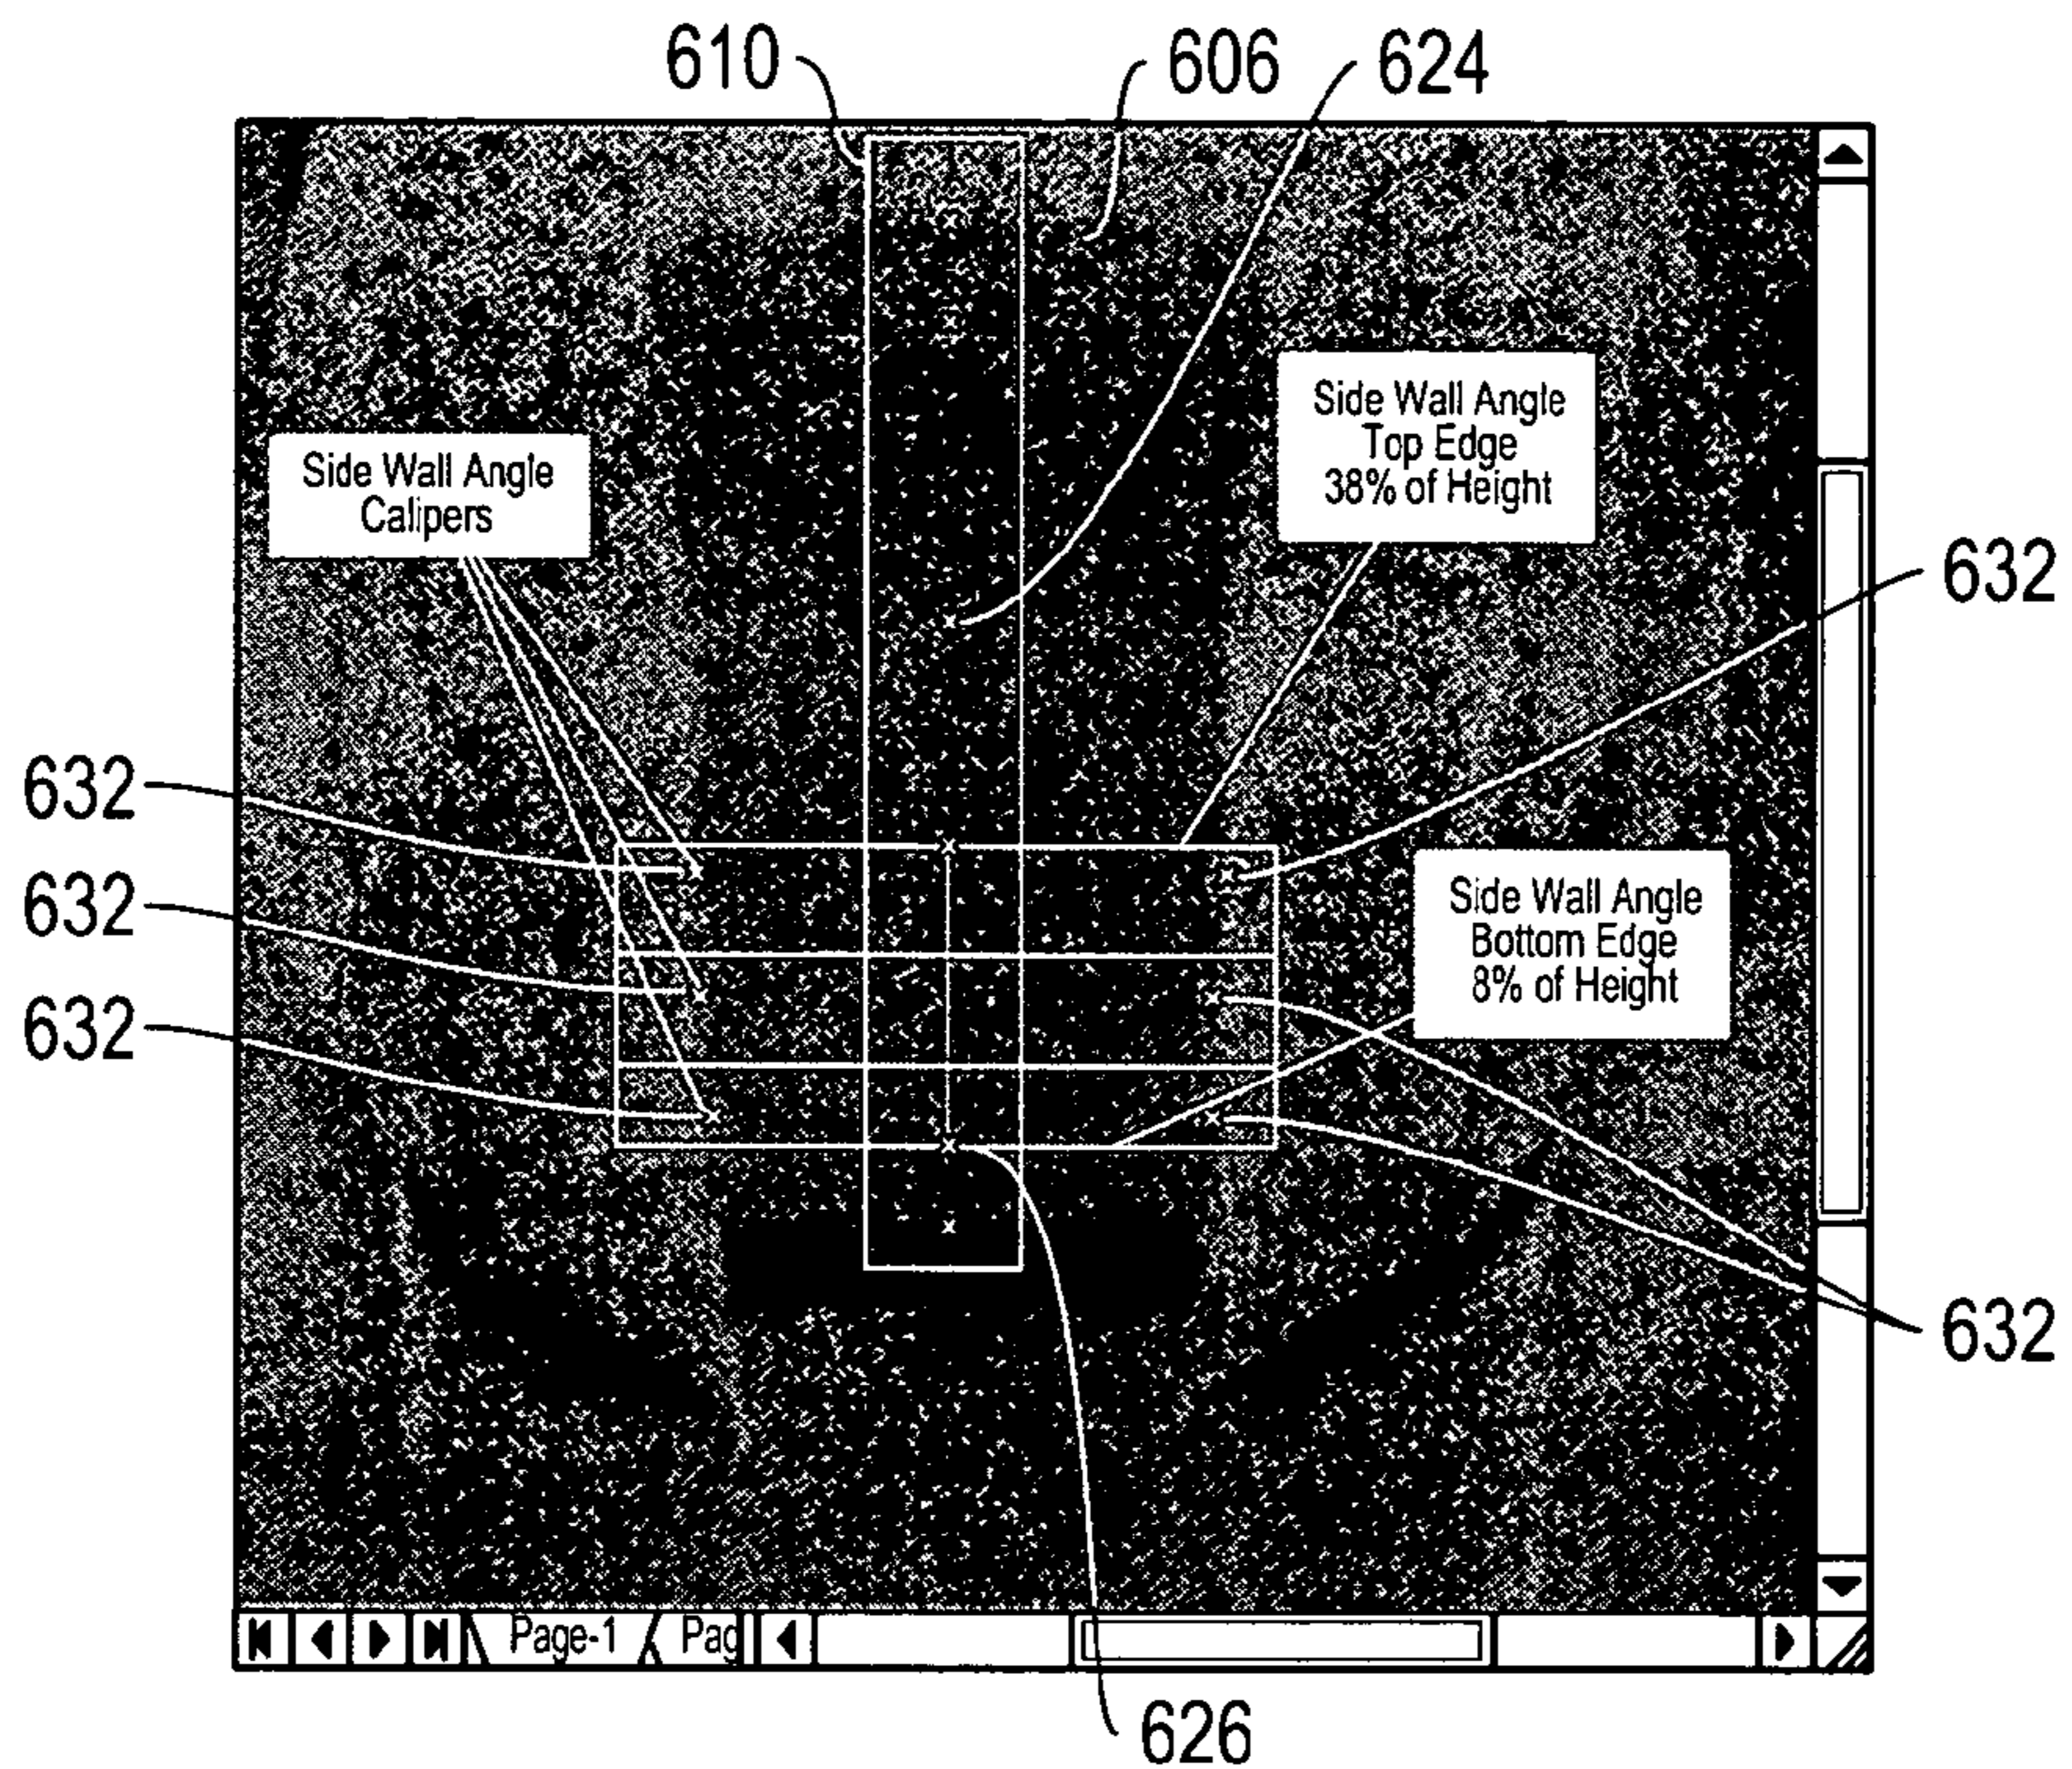 610
606
624
Side Wall Angle
Top Edge
38% of Height
Side Wall Angle
Calipers
632
632
Side Wall Angle
Bottom Edge
8% of Height
632
632
632
Page-1
Pag
626